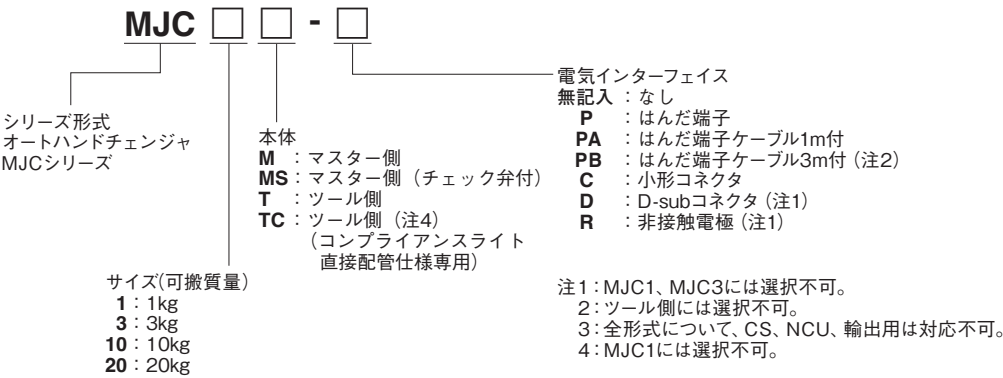 MJC □ □ - □
シリーズ形式
オートハンドチェンジャ
MJCシリーズ
サイズ(可搬質量)
1：1kg
3：3kg
10：10kg
20：20kg
本体
M ：マスター側
MS：マスター側（チェック弁付）
T ：ツール側
TC：ツール側（注4）
（コンプライアンスライト
直接配管仕様専用）
電気インターフェイス
無記入：なし
P ：はんだ端子
PA ：はんだ端子ケーブル1m付
PB ：はんだ端子ケーブル3m付（注2）
C ：小形コネクタ
D ：D-subコネクタ（注1）
R ：非接触電極（注1）
注1：MJC1、MJC3には選択不可。
2：ツール側には選択不可。
3：全形式について、CS、NCU、輸出用は対応不可。
4：MJC1には選択不可。